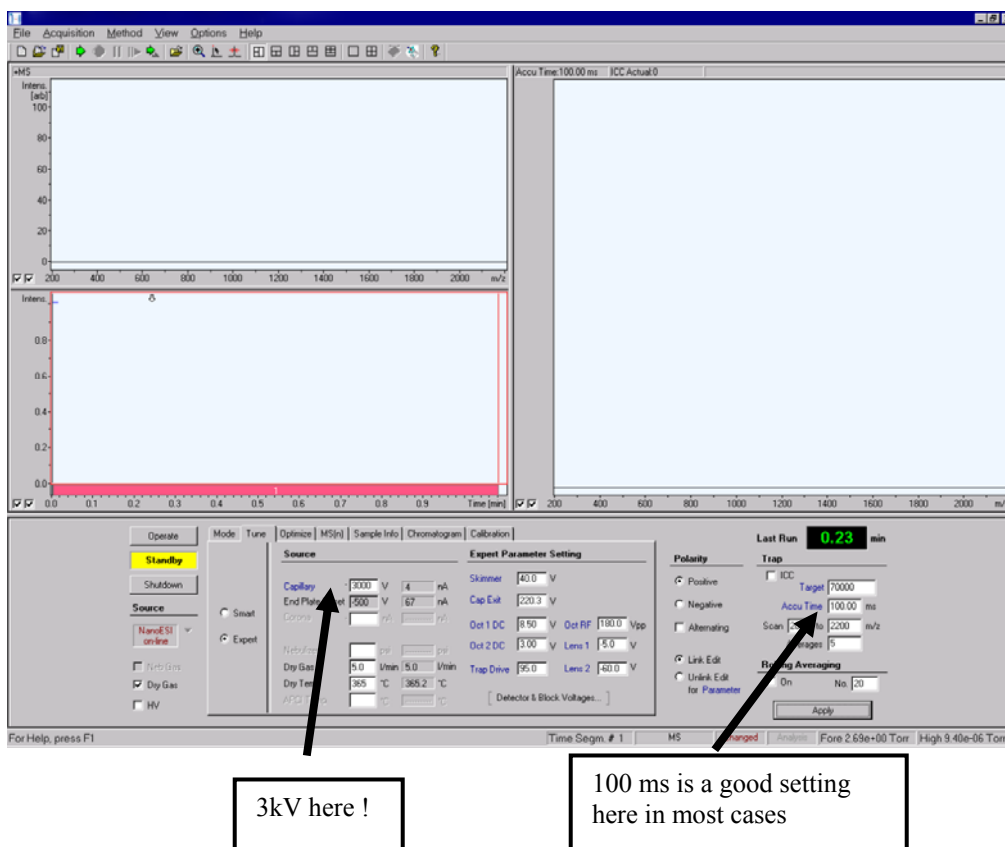 File Acquisition Method View Options Help
+MS
Accu Time:100.00 ms ICC Actual:0
Intens.
[arb]
100
80
60
40
20
0
200 400 600 800 1000 1200 1400 1600 1800 2000 m/z
Intens.
0.8
0.6
0.4
0.2
0.0
1
0.0 0.1 0.2 0.3 0.4 0.5 0.6 0.7 0.8 0.9 Time [min]
200 400 600 800 1000 1200 1400 1600 1800 2000 m/
Operate
Standby
Shutdown
Source
NanoESI
on-line
Neb Gas
Dry Gas
HV
Mode Tune Optimize MS(n) Sample Info Chromatogram Calibration
Smart
Expert
Source
Capillary - 3000 V 4 nA
End Plate -500 V 67 nA
Corona nA nA
psi psi
Dry Gas 5.0 l/min 5.0 l/min
Dry 365 °C 365.2 °C
APCI °C °C
Expert Parameter Setting
Skimmer 40.0 V
Cap Exit 220.3 V
Oct 1 DC 8.50 V Oct RF 180.0 Vpp
Oct 2 DC 3.00 V Lens 1 -5.0 V
Trap Drive 95.0 Lens 2 -60.0 V
[ Detector & Block Voltages... ]
Polarity
Positive
Negative
Alternating
Link Edit
Unlink Edit
for Parameter
Last Run 0.23 min
Trap
ICC
Target 70000
Accu Time 100.00 ms
Scan to 2200 m/z
5
Averaging
On No. 20
Apply
For Help, press F1
Time Segm. # 1 MS Analysis Fore 2.69e+00 Torr High 9.40e-06 Torr
3kV here !
100 ms is a good setting
here in most cases